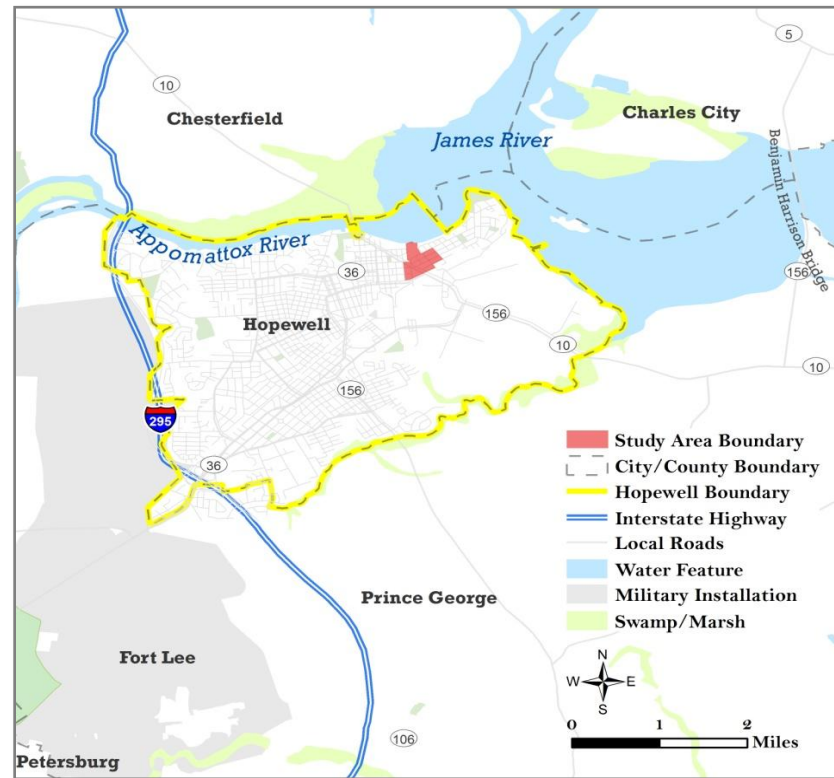 5
10
Chesterfield
Charles City
James River
Benjamin Harrison Bridge
Appomattox River
36
156
Hopewell
156
10
10
156
295
36
Study Area Boundary
City/County Boundary
Hopewell Boundary
Interstate Highway
Local Roads
Water Feature
Military Installation
Swamp/Marsh
Prince George
Fort Lee
N
W E
S
0 1 2
Miles
106
Petersburg